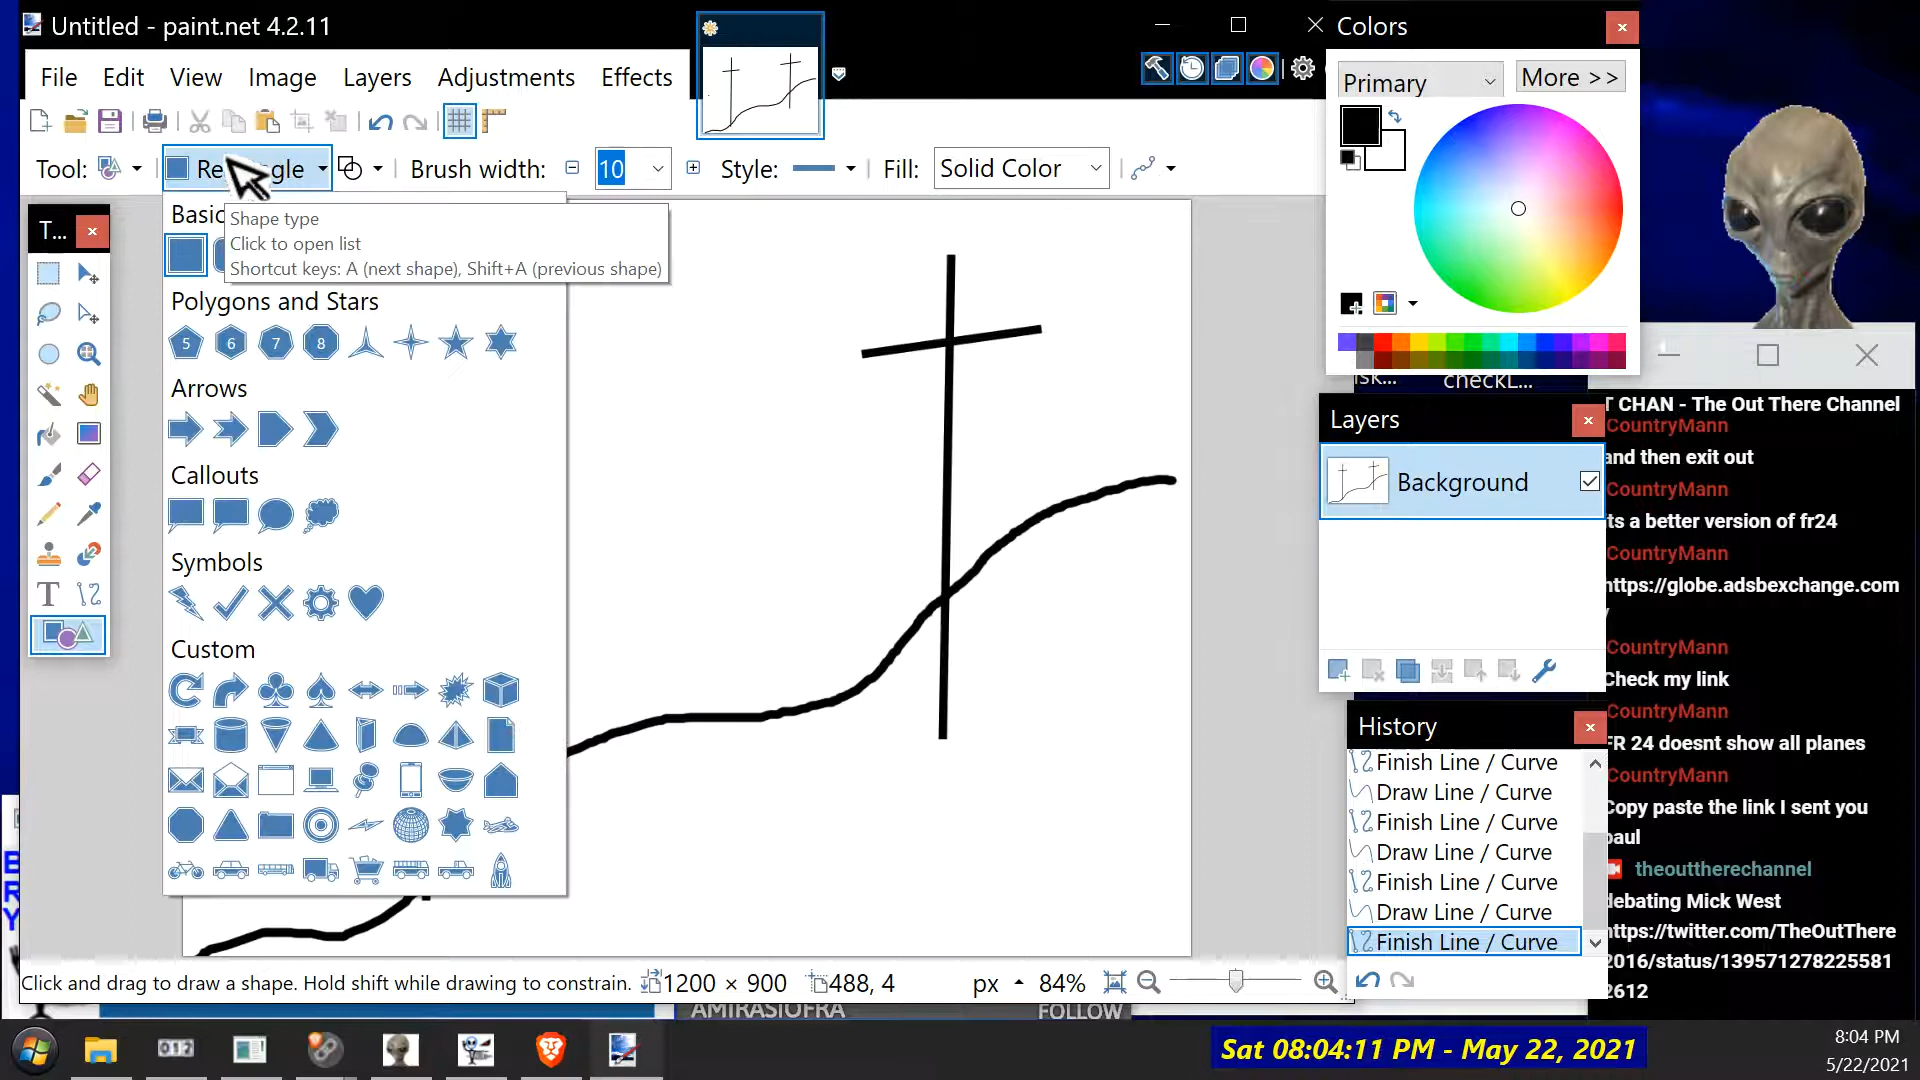 Untitled - paint.net 4.2.11
File Edit View Image Layers Adjustments Effects
Tool: Brush width: 10 Style: Fill: Solid Color
Shape type
Click to open list
Shortcut keys: A (next shape), Shift+A (previous shape)
T...
Basic
Polygons and Stars
5 6 7 8
Arrows
Callouts
Symbols
Custom
Colors
Primary
More >>
Layers
Background
History
Finish Line / Curve
Draw Line / Curve
Finish Line / Curve
Draw Line / Curve
Finish Line / Curve
Draw Line / Curve
Finish Line / Curve
checkL...
T CHAN - The Out There Channel
CountryMann
and then exit out
CountryMann
ts a better version of fr24
CountryMann
https://globe.adsbexchange.com
/
CountryMann
Check my link
CountryMann
FR 24 doesnt show all planes
CountryMann
Copy paste the link I sent you
paul
theouttherechannel
debating Mick West
https://twitter.com/TheOutThere
2016/status/139571278225581
2612
Click and drag to draw a shape. Hold shift while drawing to constrain. 1200 × 900 488, 4 px 84%
AMIRASIOFRA FOLLOW
012
Sat 08:04:11 PM - May 22, 2021
8:04 PM
5/22/2021